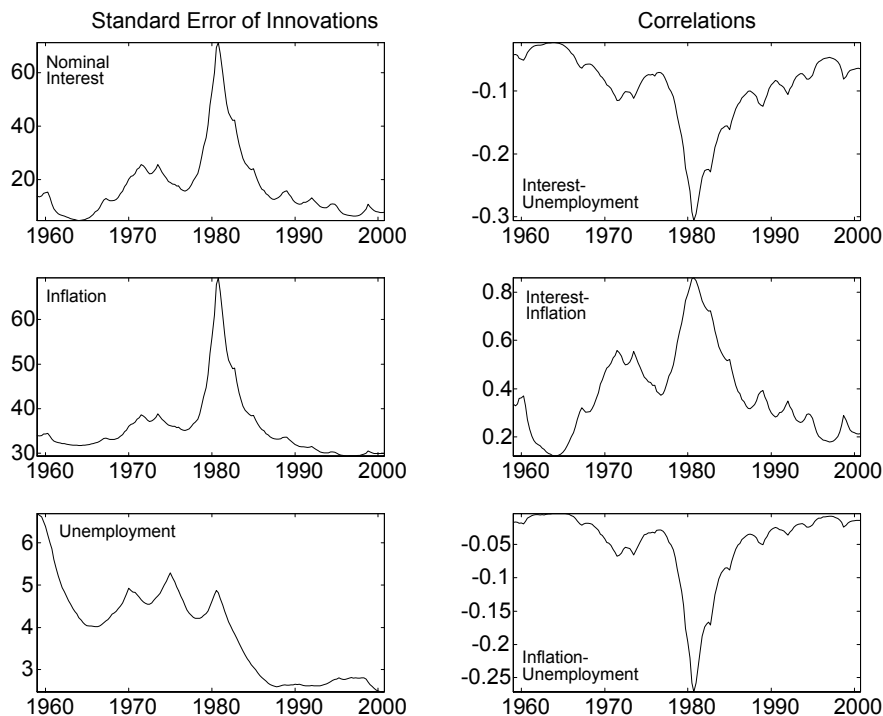 Standard Error of Innovations
Correlations
60
40
20
Nominal
Interest
1960 1970 1980 1990 2000
-0.1
-0.2
-0.3
Interest-
Unemployment
1960 1970 1980 1990 2000
60
50
40
30
Inflation
1960 1970 1980 1990 2000
0.8
0.6
0.4
0.2
Interest-
Inflation
1960 1970 1980 1990 2000
6
5
4
3
Unemployment
1960 1970 1980 1990 2000
-0.05
-0.1
-0.15
-0.2
-0.25
Inflation-
Unemployment
1960 1970 1980 1990 2000